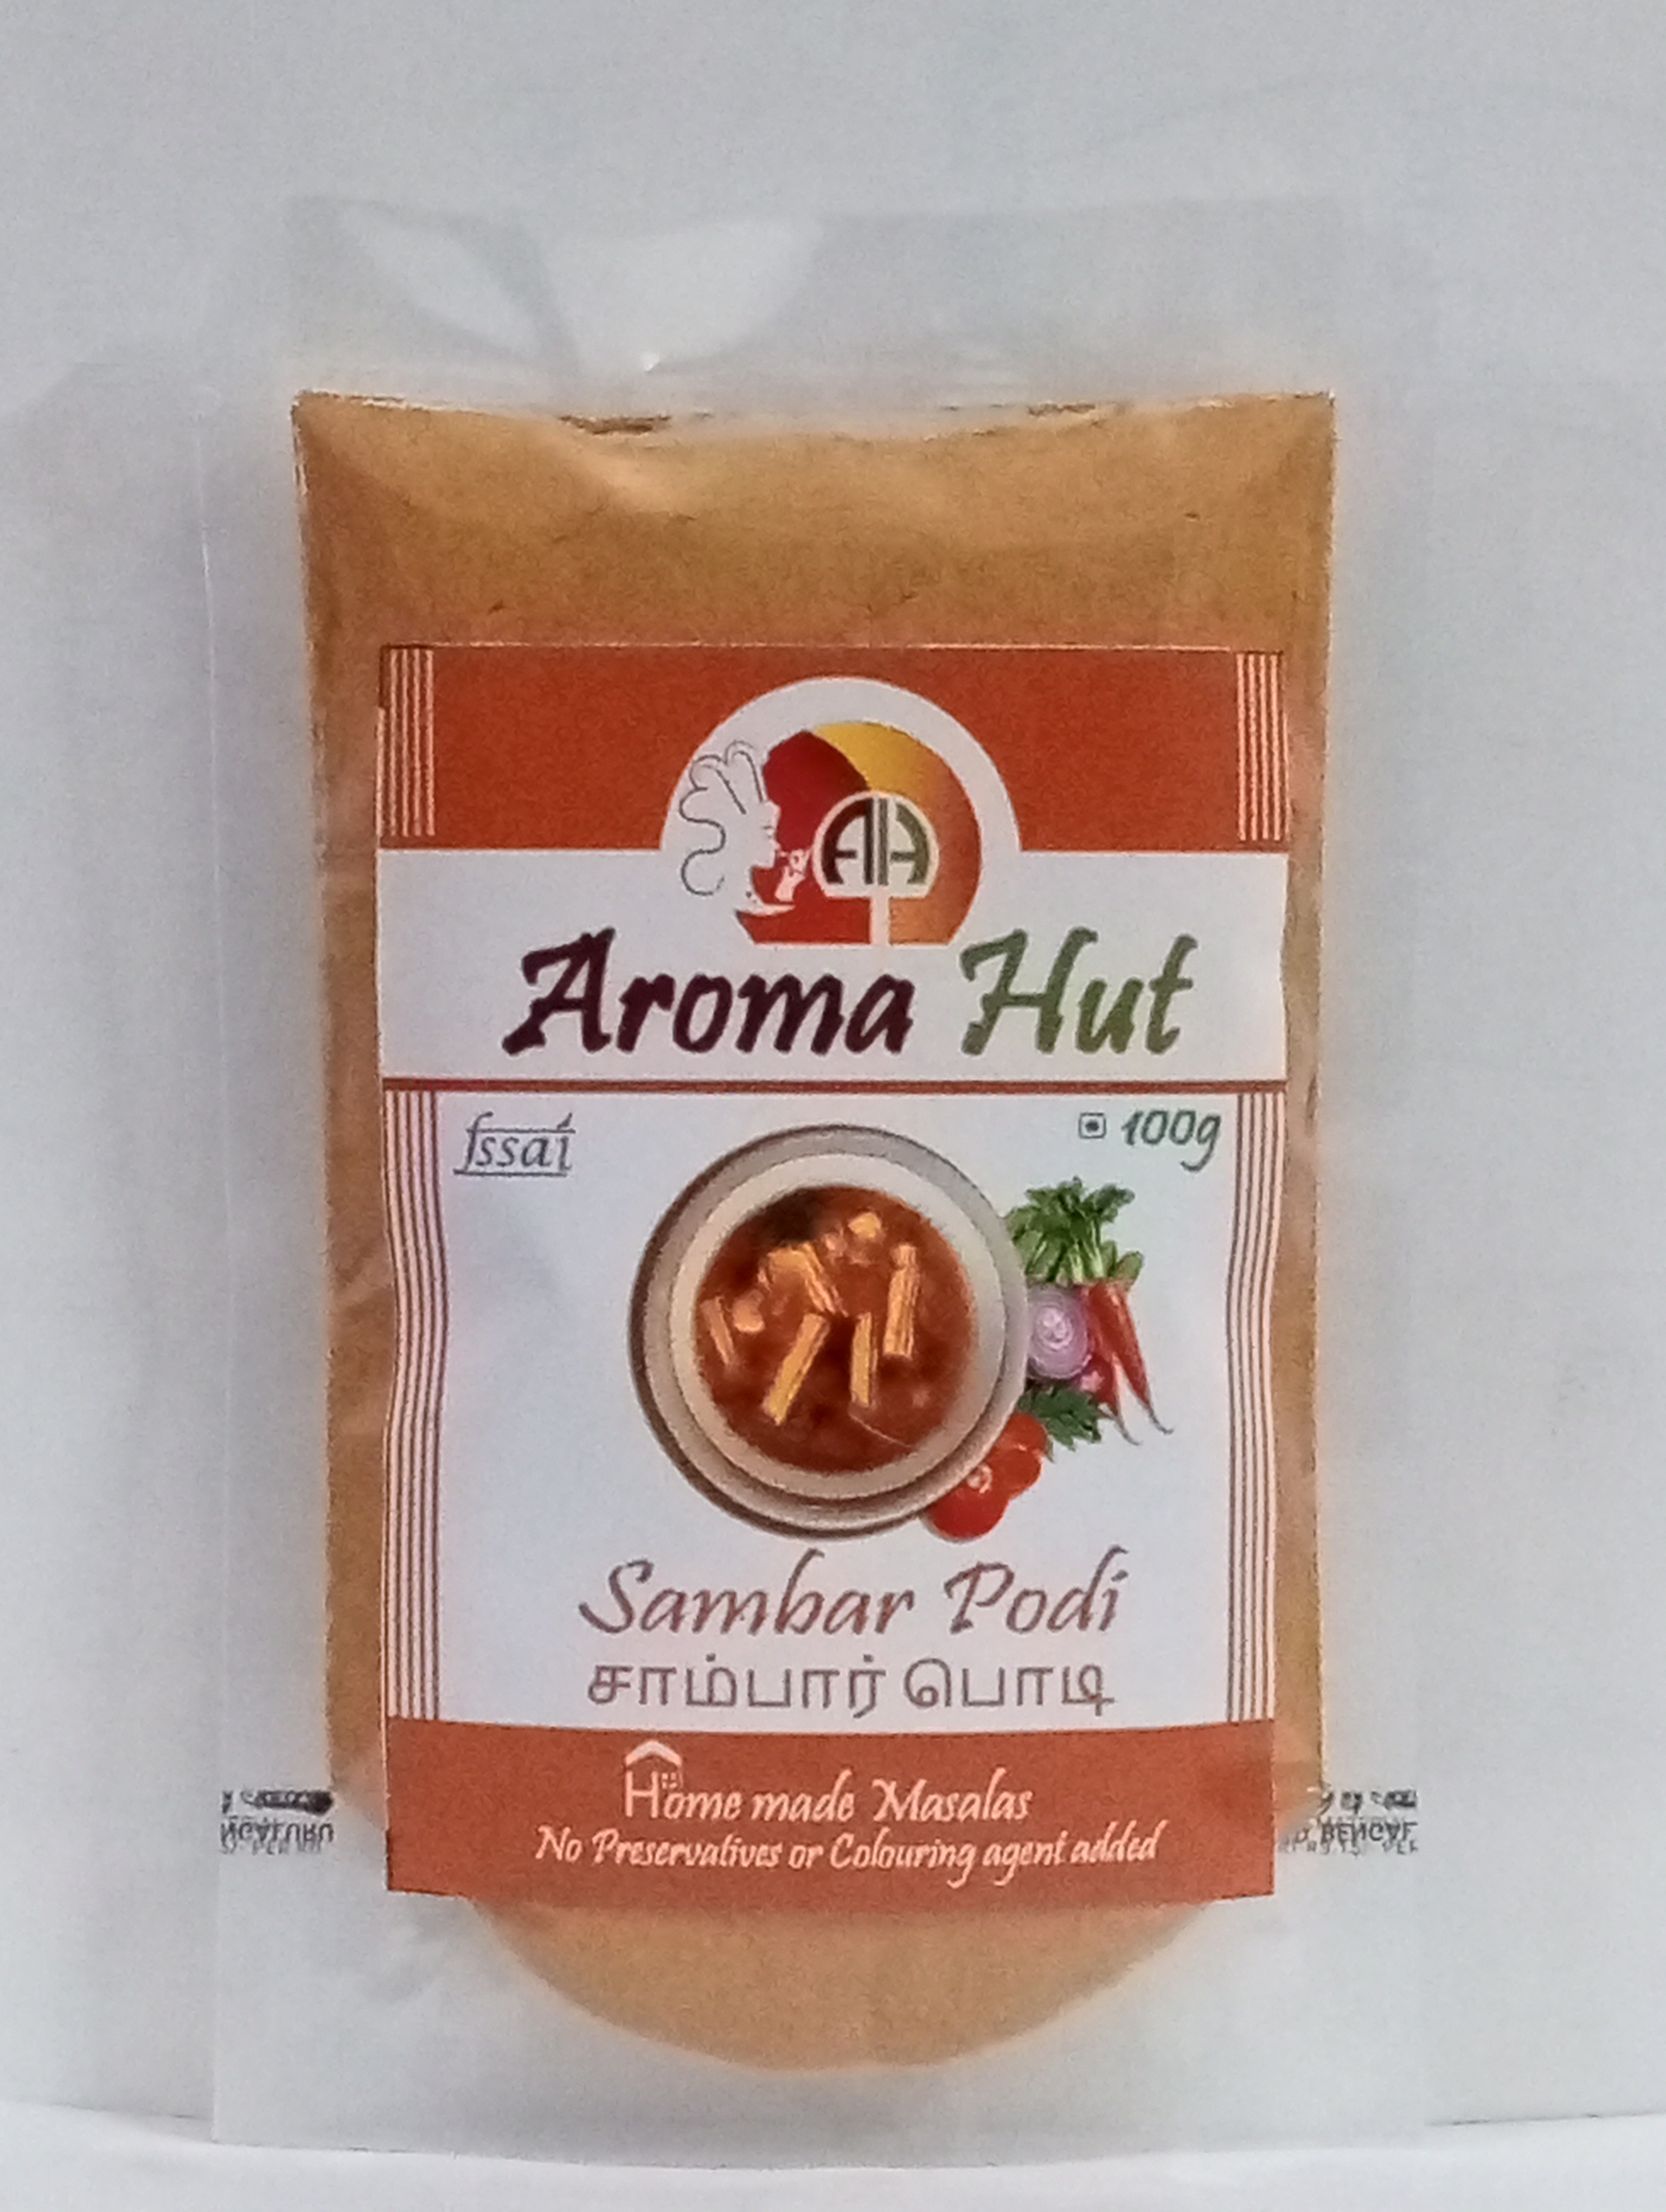 AH
Aroma Hut
fssai
100g
Sambar Podi
சாம்பார் பொடி
Home made Masalas
No Preservatives or Colouring agent added